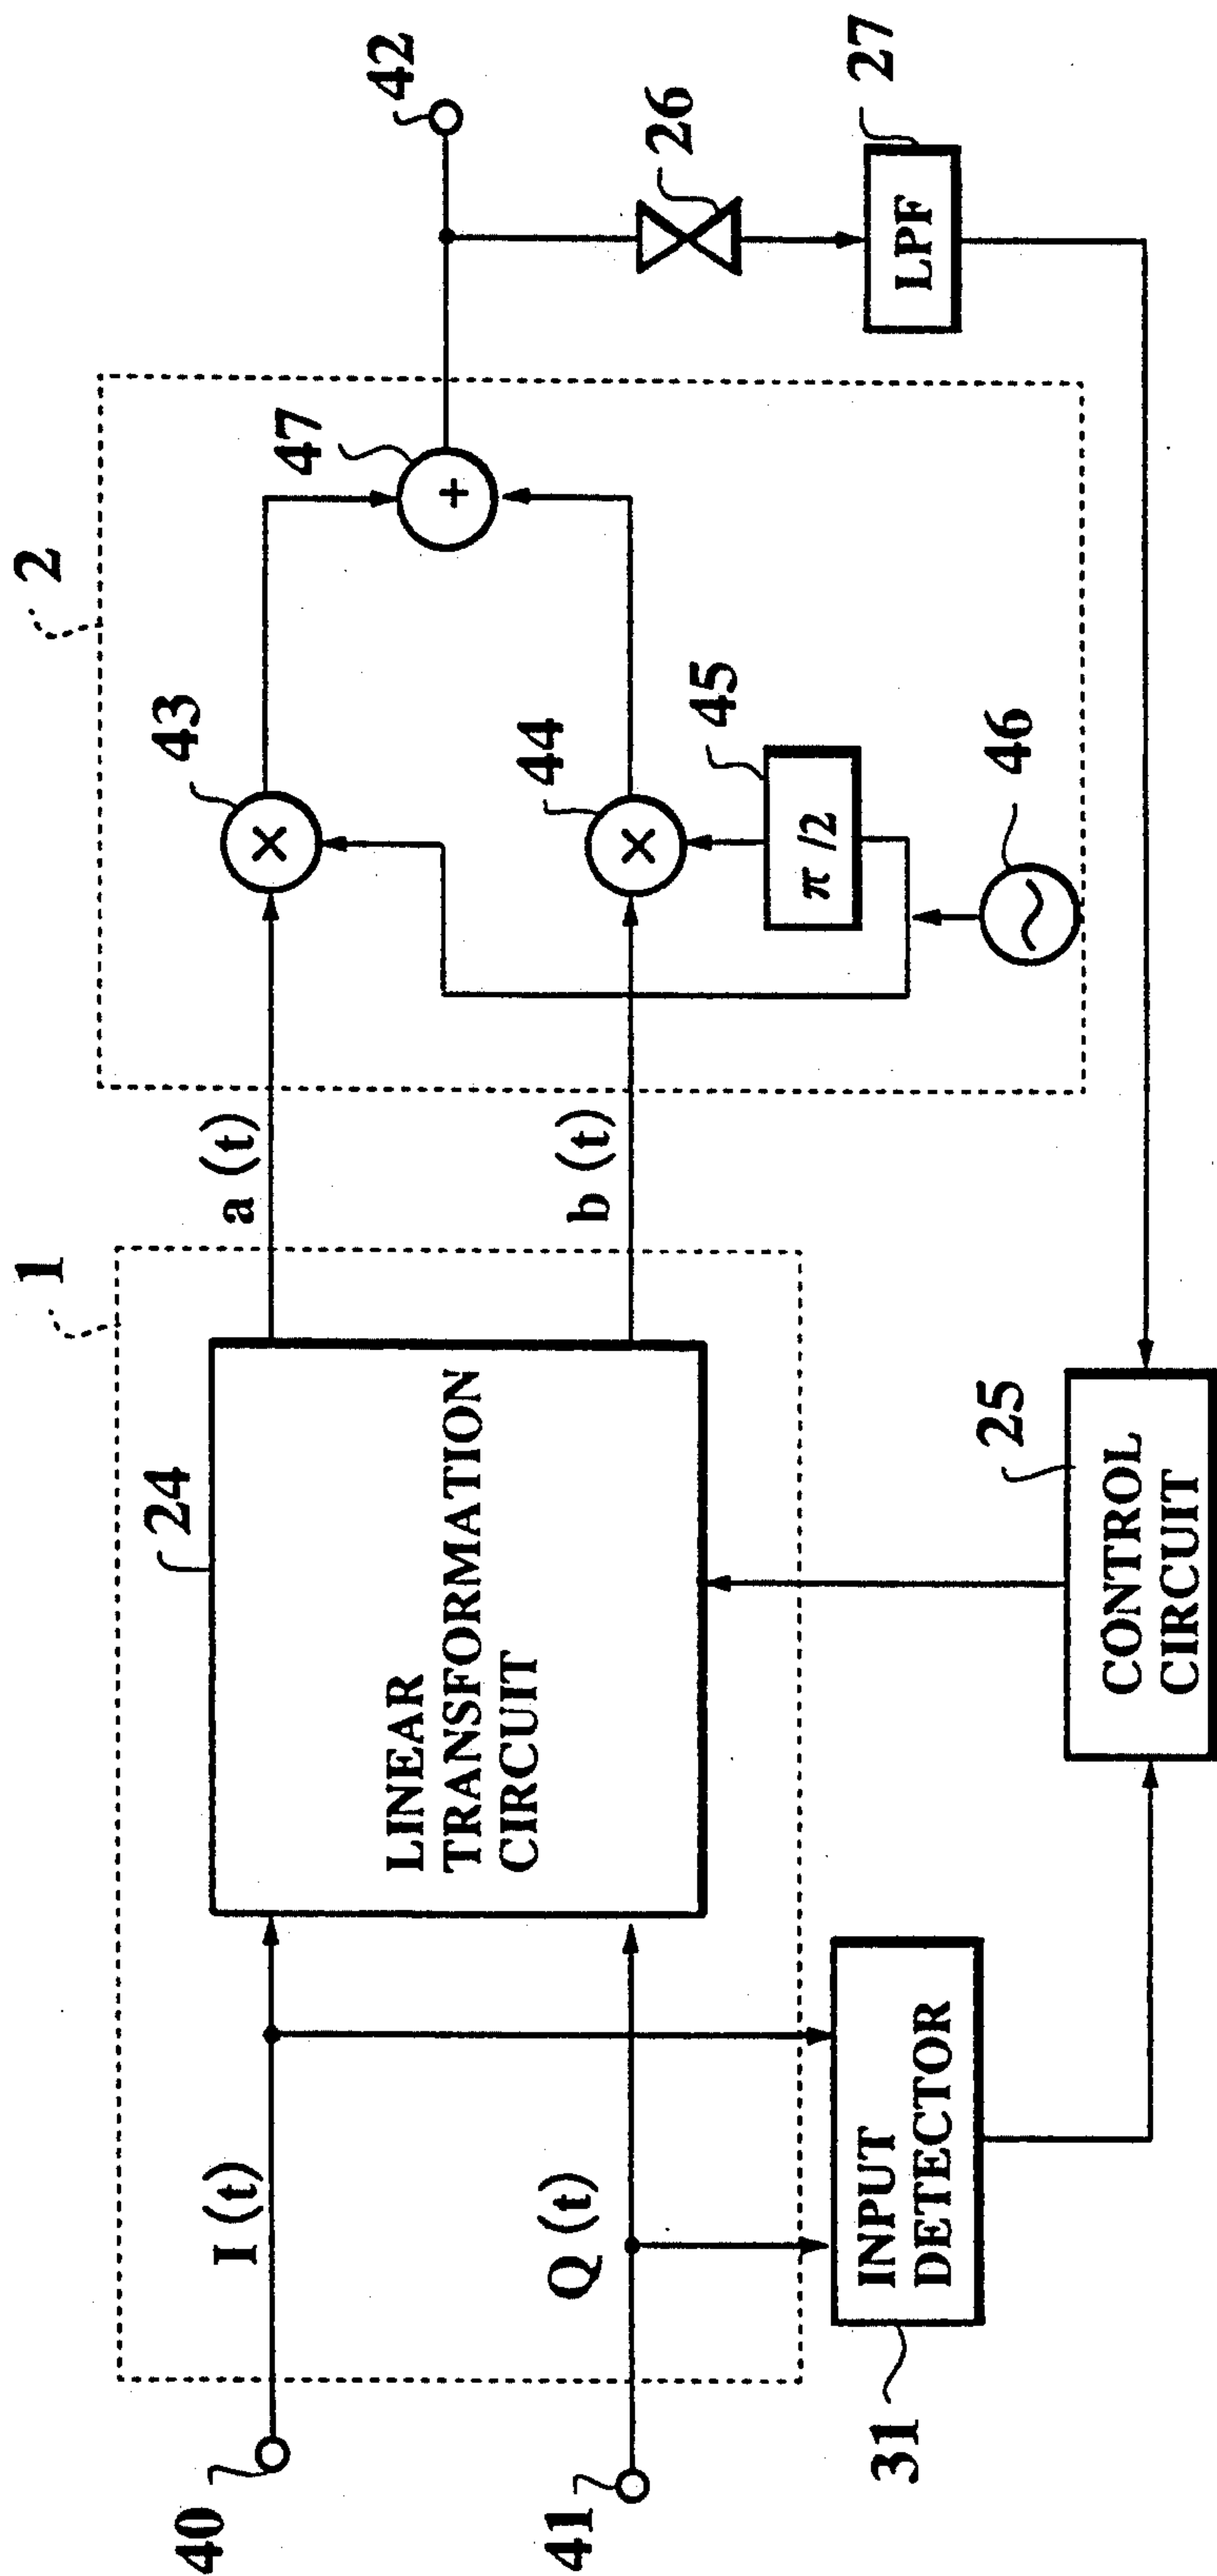 1
2
40
I (t)
24
a (t)
43
47
42
41
Q (t)
LINEAR
TRANSFORMATION
CIRCUIT
b (t)
44
×
×
+
45
π /2
46
~
26
LPF
27
31
INPUT
DETECTOR
25
CONTROL
CIRCUIT